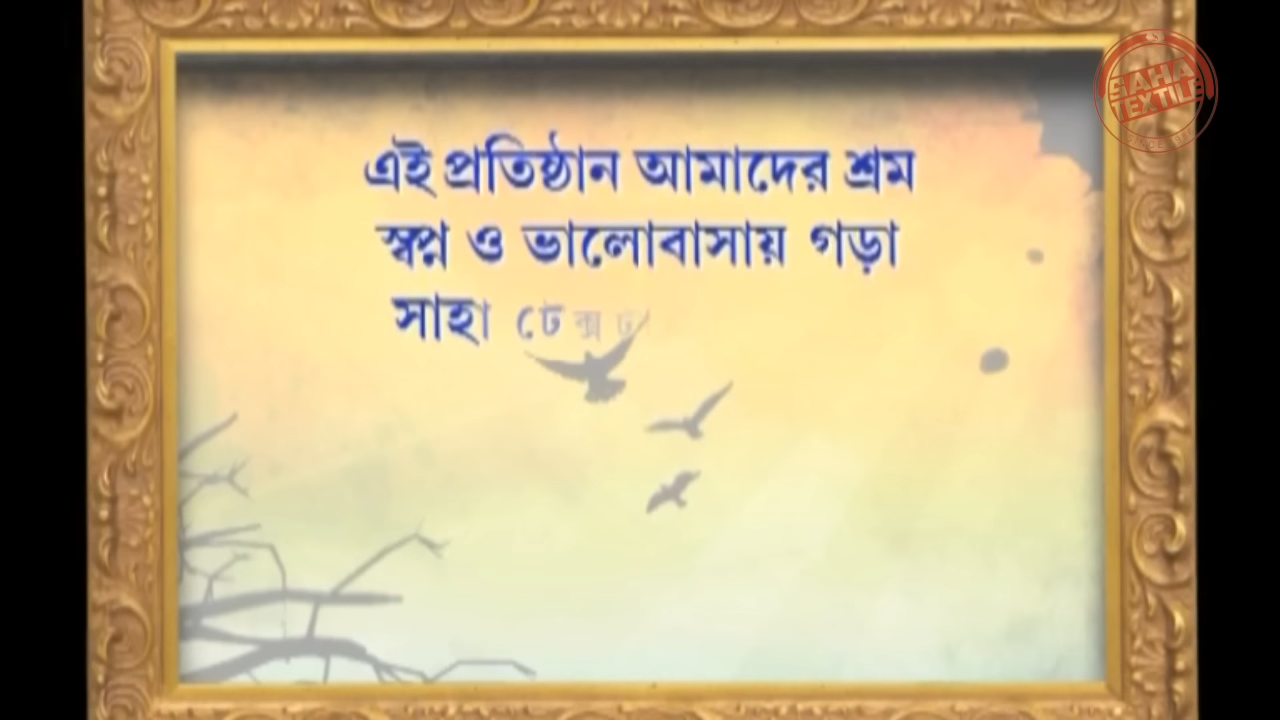 এই প্রতিষ্ঠান আমাদের শ্রম
স্বপ্ন ও ভালোবাসায় গড়া
সাহা
SAHA
TEXTILE